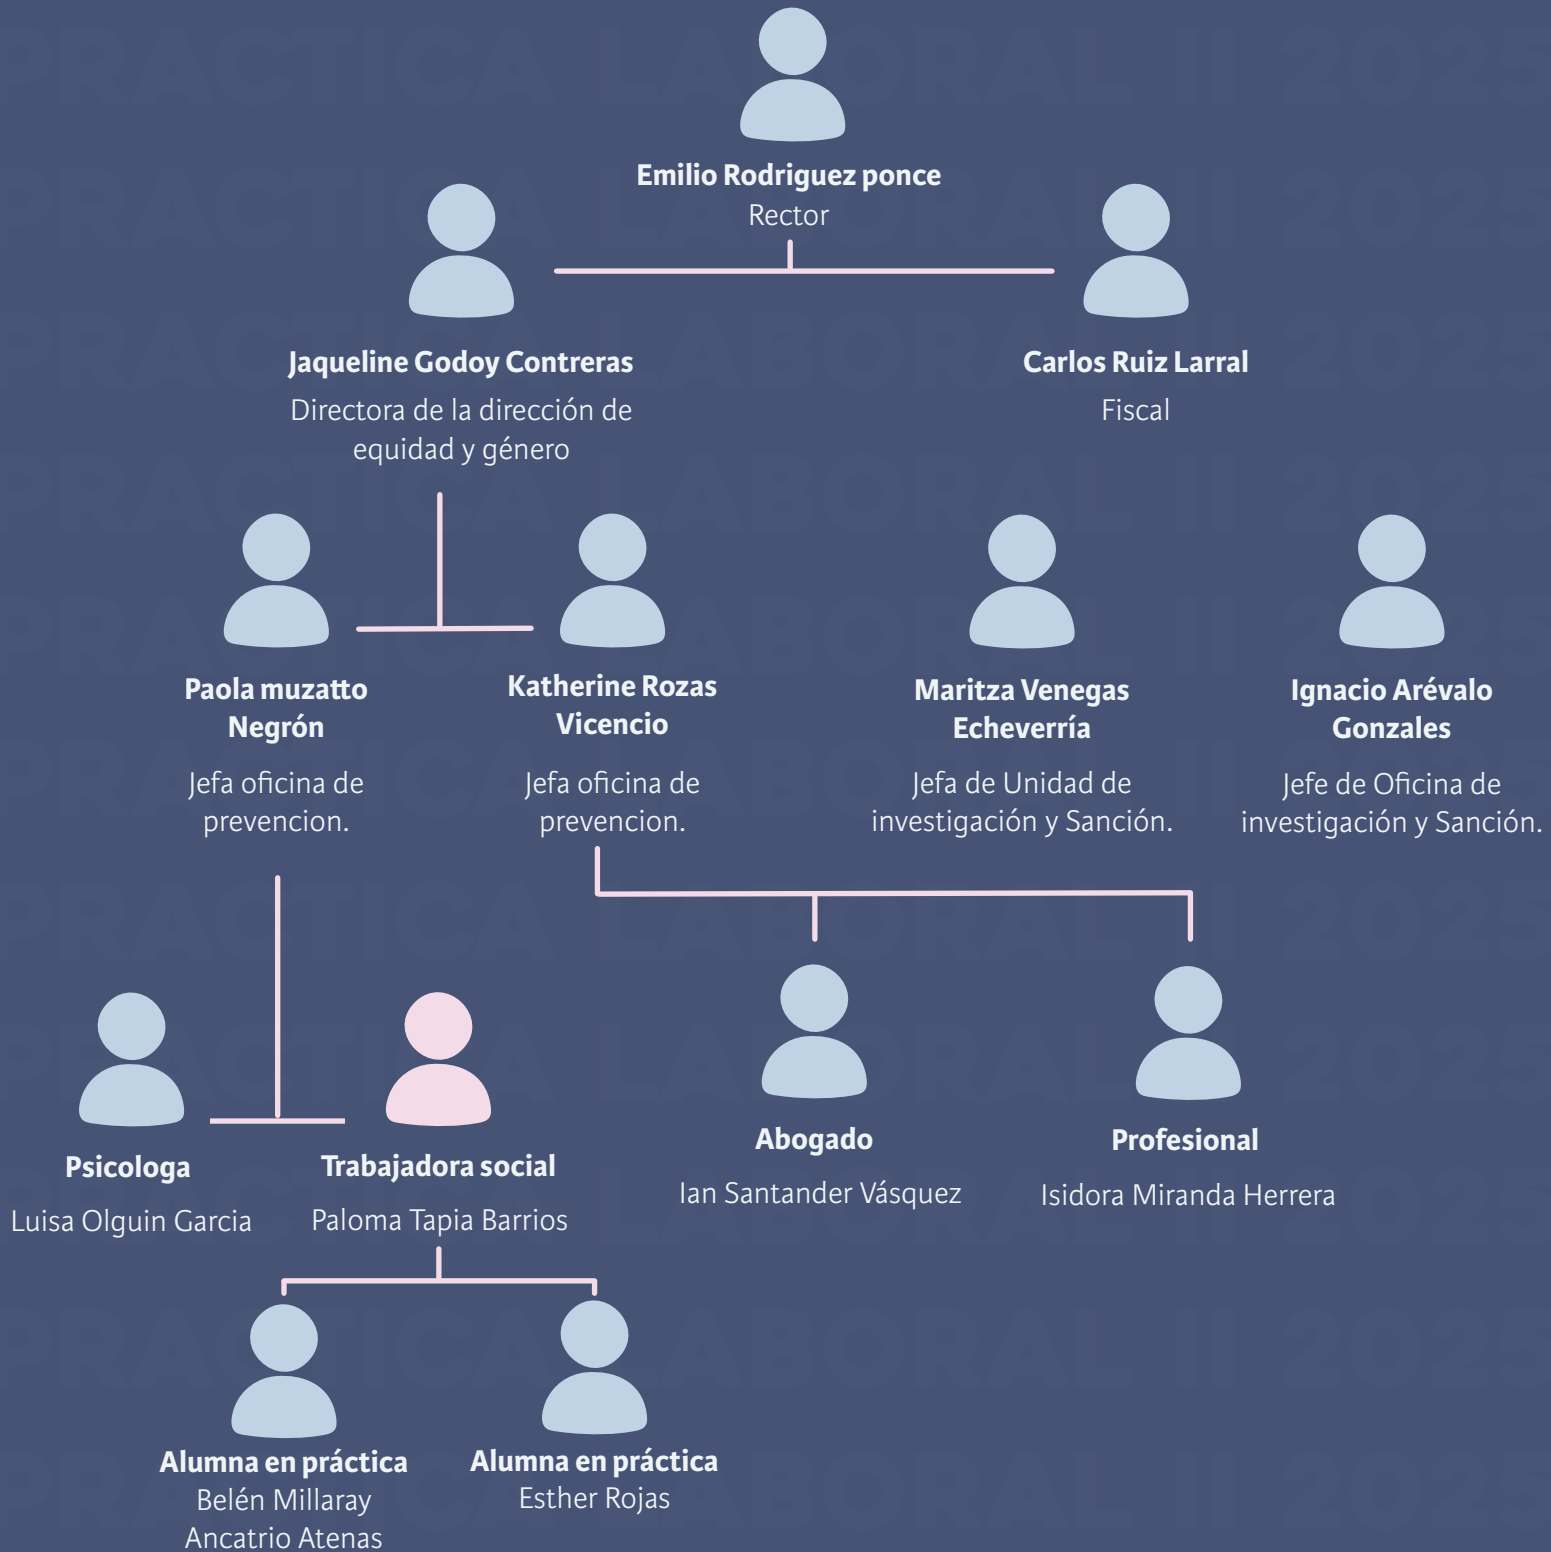 PRACTICA LABORAL II 2025
Emilio Rodriguez ponce
Rector
Jaqueline Godoy Contreras
Directora de la dirección de
equidad y género
Carlos Ruiz Larral
Fiscal
Paola muzatto
Negrón
Jefa oficina de
prevencion.
Katherine Rozas
Vicencio
Jefa oficina de
prevencion.
Maritza Venegas
Echeverría
Jefa de Unidad de
investigación y Sanción.
Ignacio Arévalo
Gonzales
Jefe de Oficina de
investigación y Sanción.
Psicologa
Luisa Olguin Garcia
Trabajadora social
Paloma Tapia Barrios
Abogado
Ian Santander Vásquez
Profesional
Isidora Miranda Herrera
Alumna en práctica
Belén Millaray
Ancatrio Atenas
Alumna en práctica
Esther Rojas